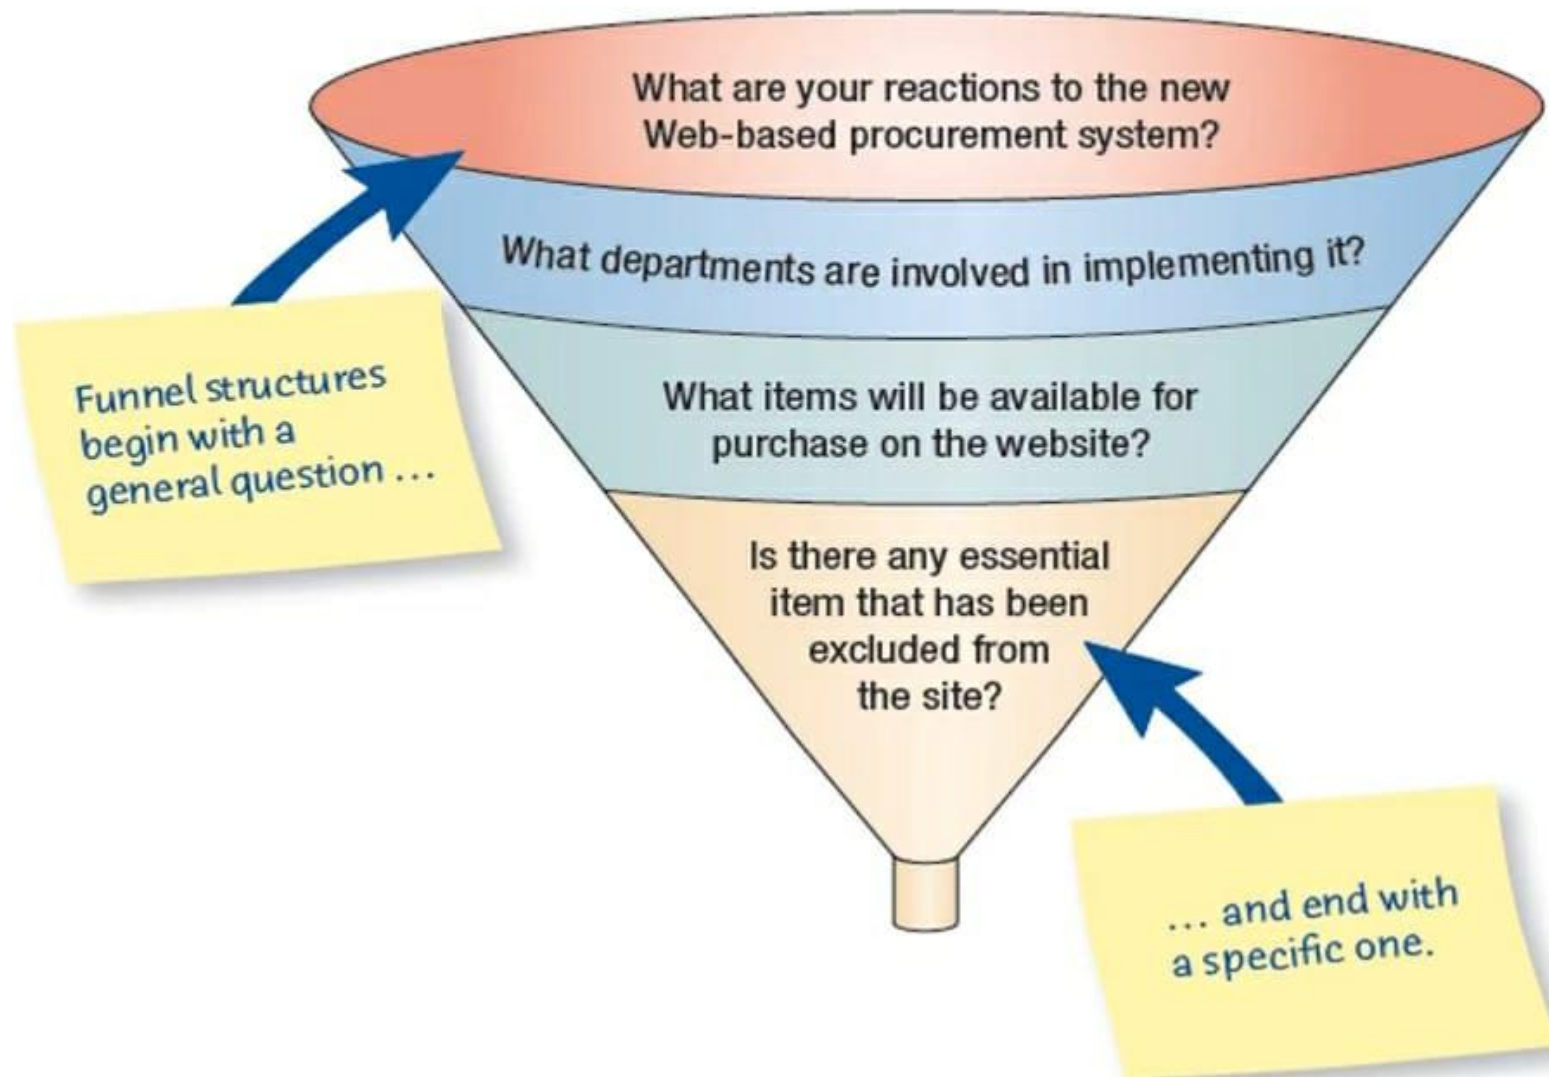 What are your reactions to the new
Web-based procurement system?
What departments are involved in implementing it?
Funnel structures
begin with a
general question ...
What items will be available for
purchase on the website?
Is there any essential
item that has been
excluded from
the site?
... and end with
a specific one.